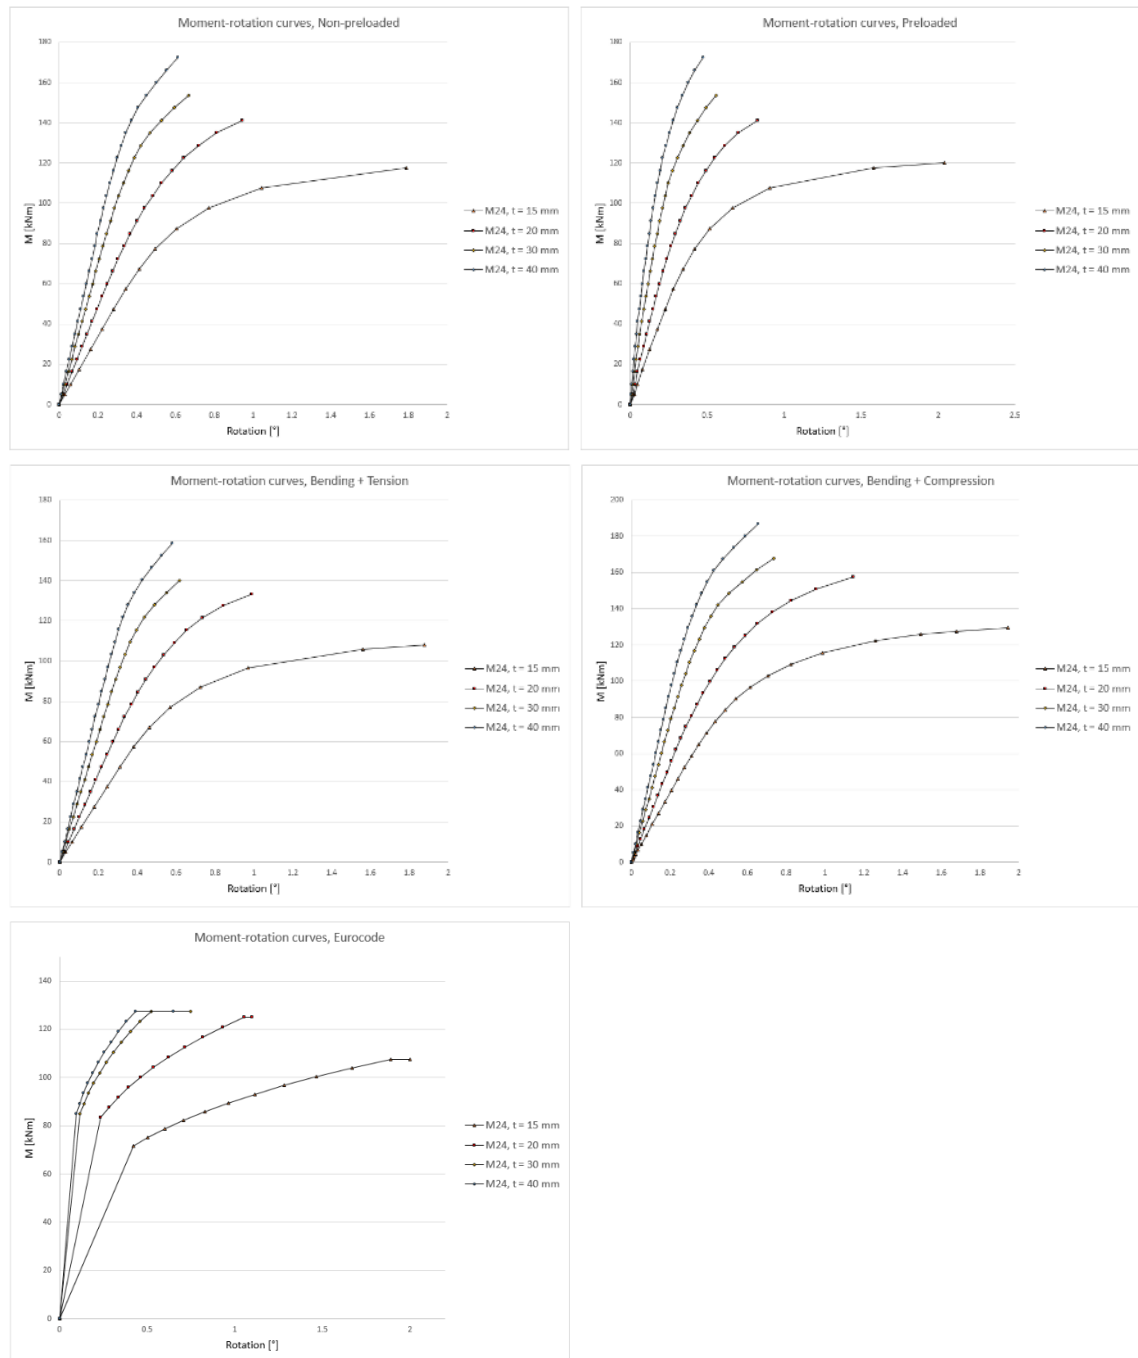 Moment-rotation curves, Non-preloaded
180
160
140
120
100
80
60
40
20
0
M [kNm]
0 0.2 0.4 0.6 0.8 1 1.2 1.4 1.6 1.8 2
Rotation [°]
M24, t = 15 mm
M24, t = 20 mm
M24, t = 30 mm
M24, t = 40 mm
Moment-rotation curves, Preloaded
180
160
140
120
100
80
60
40
20
0
M [kNm]
0 0.5 1 1.5 2 2.5
Rotation [°]
M24, t = 15 mm
M24, t = 20 mm
M24, t = 30 mm
M24, t = 40 mm
Moment-rotation curves, Bending + Tension
180
160
140
120
100
80
60
40
20
0
M [kNm]
0 0.2 0.4 0.6 0.8 1 1.2 1.4 1.6 1.8 2
Rotation [°]
M24, t = 15 mm
M24, t = 20 mm
M24, t = 30 mm
M24, t = 40 mm
Moment-rotation curves, Bending + Compression
200
180
160
140
120
100
80
60
40
20
0
M [kNm]
0 0.2 0.4 0.6 0.8 1 1.2 1.4 1.6 1.8 2
Rotation [°]
M24, t = 15 mm
M24, t = 20 mm
M24, t = 30 mm
M24, t = 40 mm
Moment-rotation curves, Eurocode
140
120
100
80
60
40
20
0
M [kNm]
0 0.5 1 1.5 2
Rotation [°]
M24, t = 15 mm
M24, t = 20 mm
M24, t = 30 mm
M24, t = 40 mm